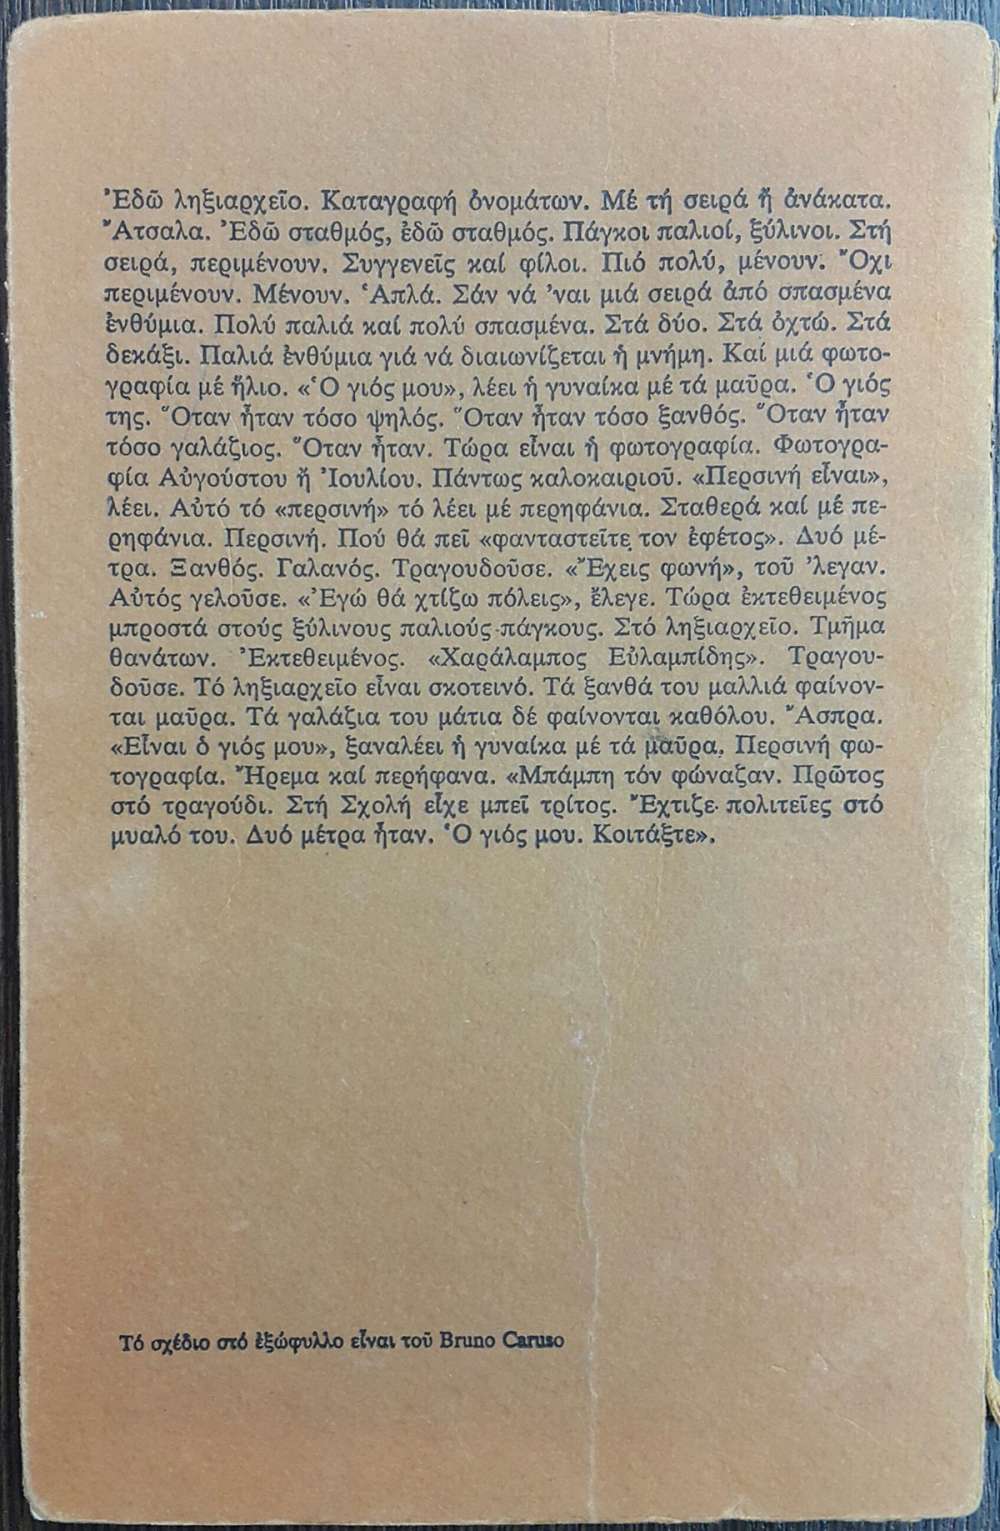 Ἐδῶ ληξιαρχεῖο. Καταγραφή ὀνομάτων. Μέ τή σειρά ἤ ἀνάκατα.
Ἄτσαλα. Ἐδῶ σταθμός, ἐδῶ σταθμός. Πάγκοι παλιοί, ξύλινοι. Στή
σειρά, περιμένουν. Συγγενεῖς καί φίλοι. Πιό πολύ, μένουν. Ὄχι
περιμένουν. Μένουν. Ἁπλά. Σάν νά 'ναι μιά σειρά ἀπό σπασμένα
ἐνθύμια. Πολύ παλιά καί πολύ σπασμένα. Στά δύο. Στά ὀχτώ. Στά
δεκάξι. Παλιά ἐνθύμια γιά νά διαιωνίζεται ἡ μνήμη. Καί μιά φωτο-
γραφία μέ ἥλιο. «Ὁ γιός μου», λέει ἡ γυναίκα μέ τά μαῦρα. Ὁ γιός
της. Ὅταν ἦταν τόσο ψηλός. Ὅταν ἦταν τόσο ξανθός. Ὅταν ἦταν
τόσο γαλάζιος. Ὅταν ἦταν. Τώρα εἶναι ἡ φωτογραφία. Φωτογρα-
φία Αὐγούστου ἤ Ἰουλίου. Πάντως καλοκαιριοῦ. «Περσινή εἶναι»,
λέει. Αὐτό τό «περσινή» τό λέει μέ περηφάνια. Σταθερά καί μέ πε-
ρηφάνια. Περσινή. Πού θά πεῖ «φανταστεῖτε τον ἐφέτος». Δυό μέ-
τρα. Ξανθός. Γαλανός. Τραγουδοῦσε. «Ἔχεις φωνή», τοῦ 'λεγαν.
Αὐτός γελοῦσε. «Ἐγώ θά χτίζω πόλεις», ἔλεγε. Τώρα ἐκτεθειμένος
μπροστά στούς ξύλινους παλιούς πάγκους. Στό ληξιαρχεῖο. Τμῆμα
θανάτων. Ἐκτεθειμένος. «Χαράλαμπος Εὐλαμπίδης». Τραγου-
δοῦσε. Τό ληξιαρχεῖο εἶναι σκοτεινό. Τά ξανθά του μαλλιά φαίνον-
ται μαῦρα. Τά γαλάζια του μάτια δέ φαίνονται καθόλου. Ἄσπρα.
«Εἶναι ὁ γιός μου», ξαναλέει ἡ γυναίκα μέ τά μαῦρα. Περσινή φω-
τογραφία. Ἤρεμα καί περήφανα. «Μπάμπη τόν φώναζαν. Πρῶτος
στό τραγούδι. Στή Σχολή εἶχε μπεῖ τρίτος. Ἔχτιζε πολιτεῖες στό
μυαλό του. Δυό μέτρα ἦταν. Ὁ γιός μου. Κοιτάξτε».
Τό σχέδιο στό ἐξώφυλλο εἶναι τοῦ Bruno Caruso